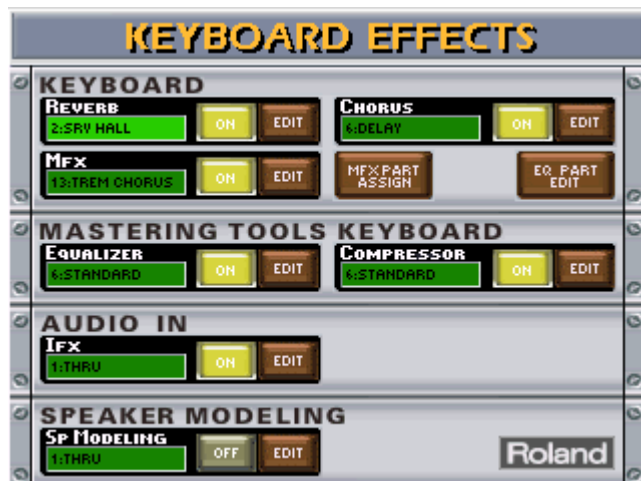 KEYBOARD EFFECTS
KEYBOARD
REVERB
2:SRV HALL
ON
EDIT
CHORUS
6:DELAY
ON
EDIT
MFX
13:TREM CHORUS
ON
EDIT
MFX PART
ASSIGN
EQ PART
EDIT
MASTERING TOOLS KEYBOARD
EQUALIZER
6:STANDARD
ON
EDIT
COMPRESSOR
6:STANDARD
ON
EDIT
AUDIO IN
IFX
1:THRU
ON
EDIT
SPEAKER MODELING
SP MODELING
1:THRU
OFF
EDIT
Roland